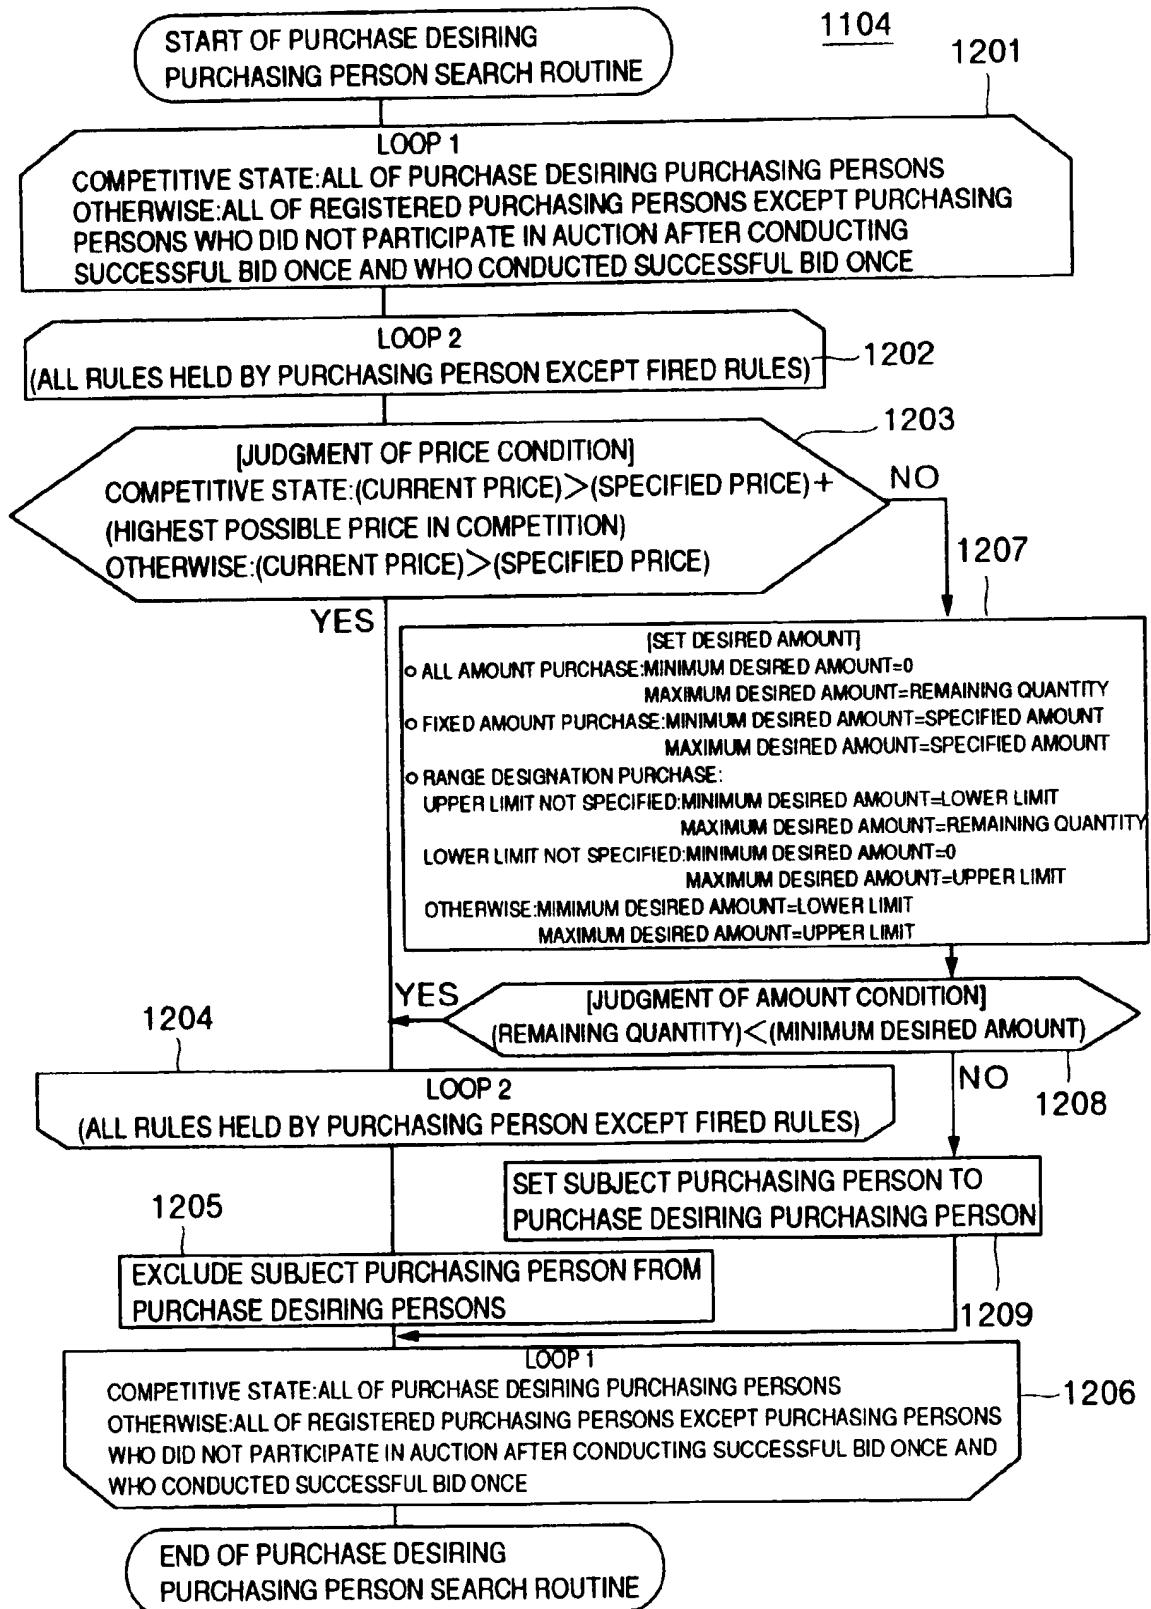 START OF PURCHASE DESIRING
PURCHASING PERSON SEARCH ROUTINE
1104
1201
LOOP 1
COMPETITIVE STATE:ALL OF PURCHASE DESIRING PURCHASING PERSONS
OTHERWISE:ALL OF REGISTERED PURCHASING PERSONS EXCEPT PURCHASING
PERSONS WHO DID NOT PARTICIPATE IN AUCTION AFTER CONDUCTING
SUCCESSFUL BID ONCE AND WHO CONDUCTED SUCCESSFUL BID ONCE
LOOP 2
(ALL RULES HELD BY PURCHASING PERSON EXCEPT FIRED RULES)
1202
1203
[JUDGMENT OF PRICE CONDITION]
COMPETITIVE STATE:(CURRENT PRICE)>(SPECIFIED PRICE)+
(HIGHEST POSSIBLE PRICE IN COMPETITION)
OTHERWISE:(CURRENT PRICE)>(SPECIFIED PRICE)
NO
YES
1207
[SET DESIRED AMOUNT]
o ALL AMOUNT PURCHASE:MINIMUM DESIRED AMOUNT=0
MAXIMUM DESIRED AMOUNT=REMAINING QUANTITY
o FIXED AMOUNT PURCHASE:MINIMUM DESIRED AMOUNT=SPECIFIED AMOUNT
MAXIMUM DESIRED AMOUNT=SPECIFIED AMOUNT
o RANGE DESIGNATION PURCHASE:
UPPER LIMIT NOT SPECIFIED:MINIMUM DESIRED AMOUNT=LOWER LIMIT
MAXIMUM DESIRED AMOUNT=REMAINING QUANTITY
LOWER LIMIT NOT SPECIFIED:MINIMUM DESIRED AMOUNT=0
MAXIMUM DESIRED AMOUNT=UPPER LIMIT
OTHERWISE:MIMIMUM DESIRED AMOUNT=LOWER LIMIT
MAXIMUM DESIRED AMOUNT=UPPER LIMIT
YES
[JUDGMENT OF AMOUNT CONDITION]
(REMAINING QUANTITY)<(MINIMUM DESIRED AMOUNT)
NO
1208
1204
LOOP 2
(ALL RULES HELD BY PURCHASING PERSON EXCEPT FIRED RULES)
SET SUBJECT PURCHASING PERSON TO
PURCHASE DESIRING PURCHASING PERSON
1209
1205
EXCLUDE SUBJECT PURCHASING PERSON FROM
PURCHASE DESIRING PERSONS
LOOP 1
COMPETITIVE STATE:ALL OF PURCHASE DESIRING PURCHASING PERSONS
OTHERWISE:ALL OF REGISTERED PURCHASING PERSONS EXCEPT PURCHASING PERSONS
WHO DID NOT PARTICIPATE IN AUCTION AFTER CONDUCTING SUCCESSFUL BID ONCE AND
WHO CONDUCTED SUCCESSFUL BID ONCE
1206
END OF PURCHASE DESIRING
PURCHASING PERSON SEARCH ROUTINE